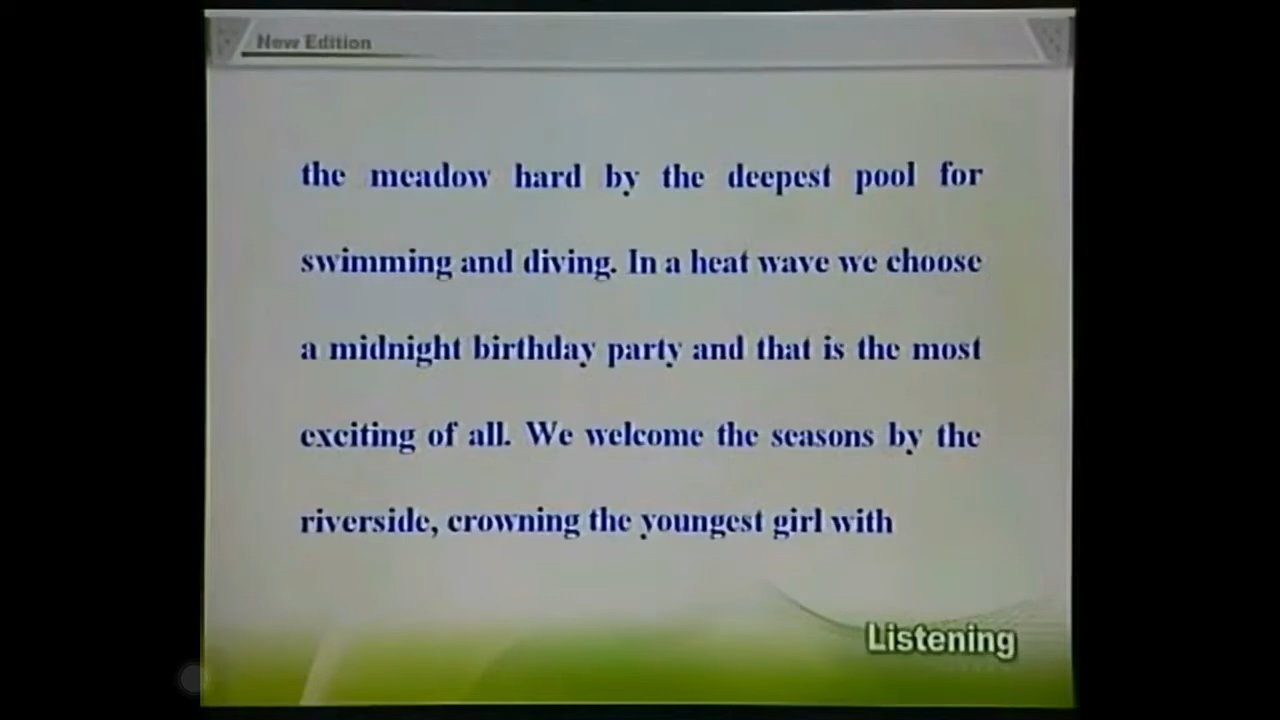 New Edition
the meadow hard by the deepest pool for
swimming and diving. In a heat wave we choose
a midnight birthday party and that is the most
exciting of all. We welcome the seasons by the
riverside, crowning the youngest girl with
Listening